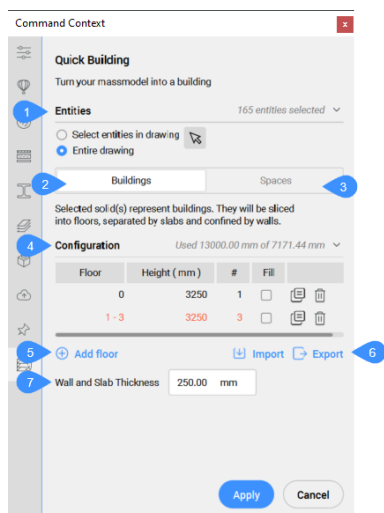 Command Context
x
Quick Building
Turn your massmodel into a building
1
Entities
165 entities selected
Select entities in drawing
Entire drawing
2
Buildings
Spaces
3
Selected solid(s) represent buildings. They will be sliced
into floors, separated by slabs and confined by walls.
4
Configuration
Used 13000.00 mm of 7171.44 mm
Floor Height ( mm ) # Fill
0 3250 1
1 - 3 3250 3
5
Add floor
Import
Export
6
7
Wall and Slab Thickness
250.00 mm
Apply
Cancel